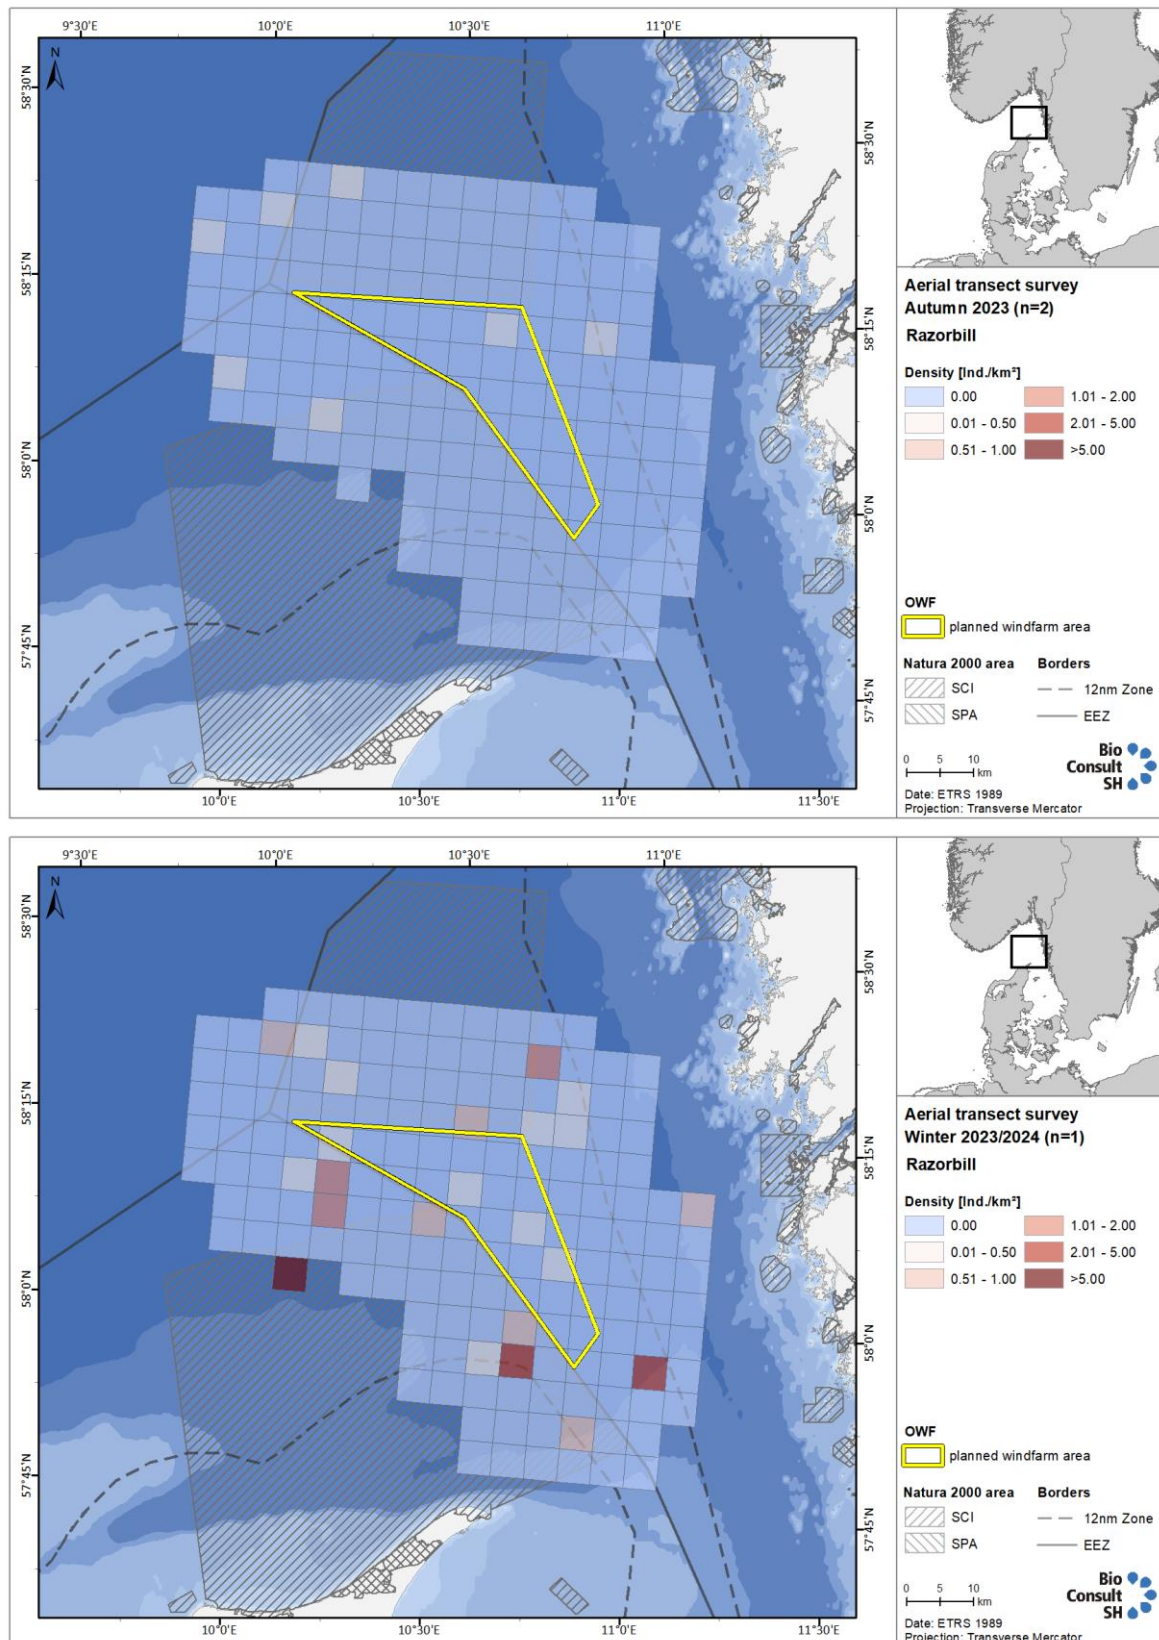 9°30'E 10°0'E 10°30'E 11°0'E
N
58°30'N
58°15'N
58°0'N
57°45'N
58°30'N
58°15'N
58°0'N
57°45'N
10°0'E 10°30'E 11°0'E 11°30'E
Aerial transect survey
Autumn 2023 (n=2)
Razorbill
Density [Ind./km²]
0.00 1.01 - 2.00
0.01 - 0.50 2.01 - 5.00
0.51 - 1.00 >5.00
OWF
planned windfarm area
Natura 2000 area Borders
SCI 12nm Zone
SPA EEZ
0 5 10
km
Bio
Consult
SH
Date: ETRS 1989
Projection: Transverse Mercator
9°30'E 10°0'E 10°30'E 11°0'E
N
58°30'N
58°15'N
58°0'N
57°45'N
58°30'N
58°15'N
58°0'N
57°45'N
10°0'E 10°30'E 11°0'E 11°30'E
Aerial transect survey
Winter 2023/2024 (n=1)
Razorbill
Density [Ind./km²]
0.00 1.01 - 2.00
0.01 - 0.50 2.01 - 5.00
0.51 - 1.00 >5.00
OWF
planned windfarm area
Natura 2000 area Borders
SCI 12nm Zone
SPA EEZ
0 5 10
km
Bio
Consult
SH
Date: ETRS 1989
Projection: Transverse Mercator